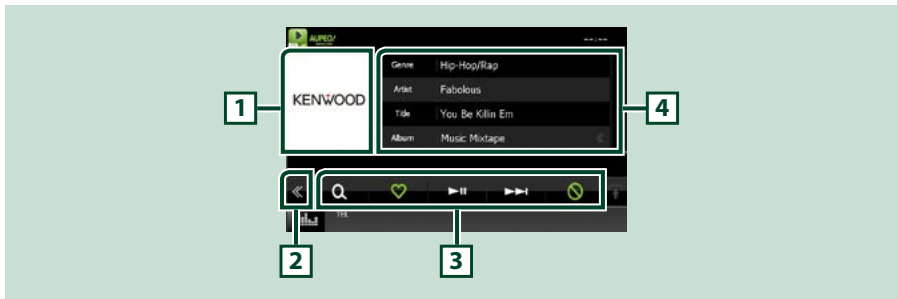 AUPEO!
--:--
Genre Hip-Hop/Rap
Artist Fabolous
Title You Be Killin Em
Album Music Mixtape
KENWOOD
TEL
1
2
3
4